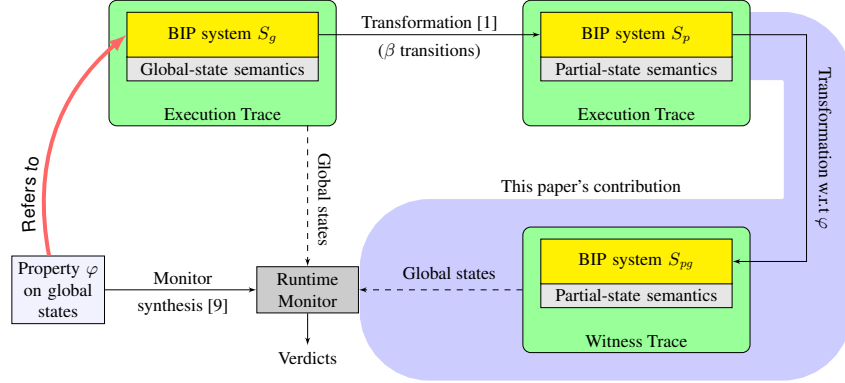 BIP system S_g
Global-state semantics
Execution Trace
Transformation [1]
(β transitions)
BIP system S_p
Partial-state semantics
Execution Trace
Transformation w.r.t φ
Refers to
Global
states
This paper's contribution
Property φ
on global
states
Monitor
synthesis [9]
Runtime
Monitor
Verdicts
Global states
BIP system S_pg
Partial-state semantics
Witness Trace